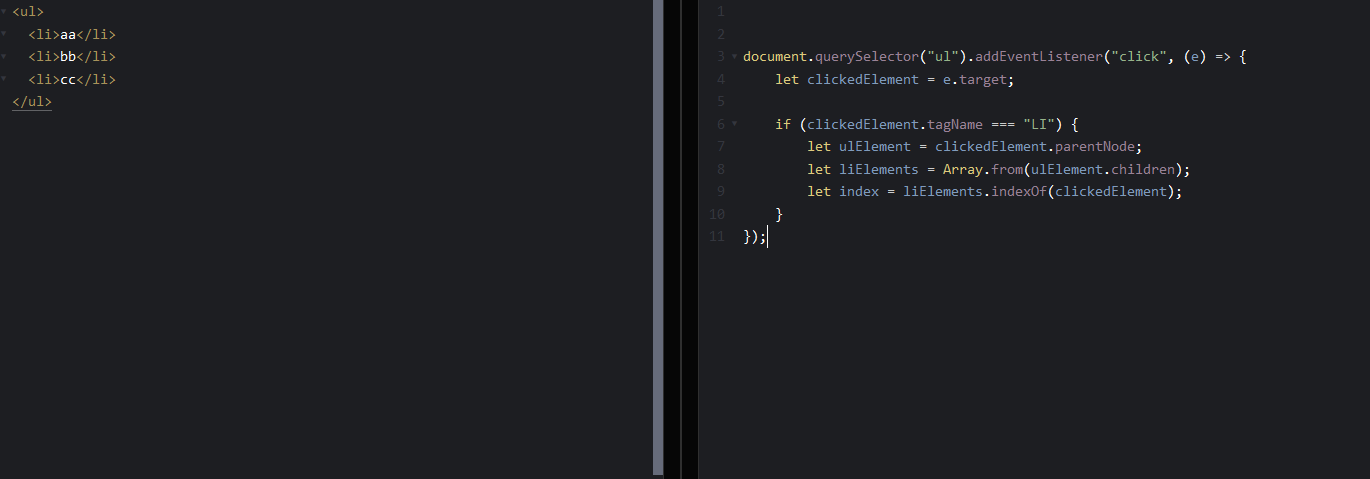 <ul>
  <li>aa</li>
  <li>bb</li>
  <li>cc</li>
</ul>
1
2
3 document.querySelector("ul").addEventListener("click", (e) => {
4     let clickedElement = e.target;
5
6     if (clickedElement.tagName === "LI") {
7         let ulElement = clickedElement.parentNode;
8         let liElements = Array.from(ulElement.children);
9         let index = liElements.indexOf(clickedElement);
10     }
11 });